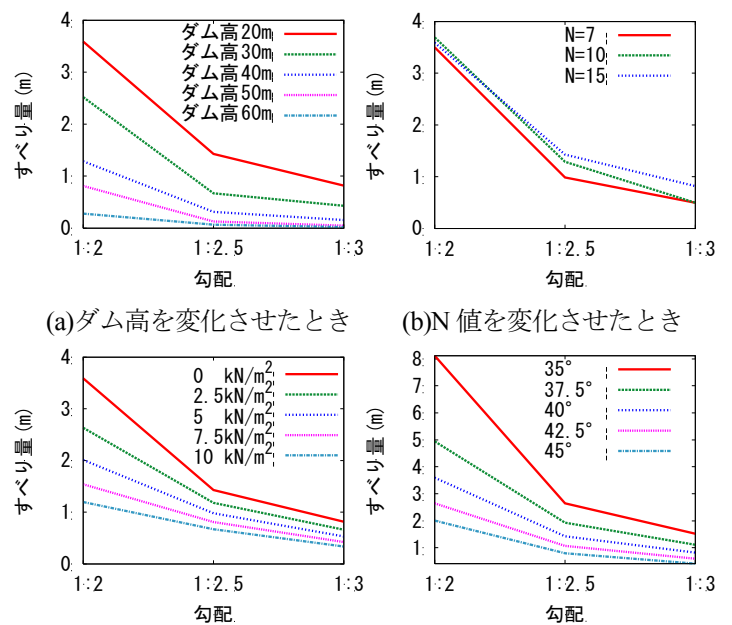 すべり量 (m)
4
3
2
1
0
ダム高20m
ダム高30m
ダム高40m
ダム高50m
ダム高60m
1:2
1:2.5
1:3
勾配
(a)ダム高を変化させたとき
すべり量 (m)
4
3
2
1
0
N=7
N=10
N=15
1:2
1:2.5
1:3
勾配
(b)N 値を変化させたとき
すべり量 (m)
4
3
2
1
0
0 kN/m²
2.5kN/m²
5 kN/m²
7.5kN/m²
10 kN/m²
1:2
1:2.5
1:3
勾配
すべり量 (m)
8
7
6
5
4
3
2
1
35°
37.5°
40°
42.5°
45°
1:2
1:2.5
1:3
勾配